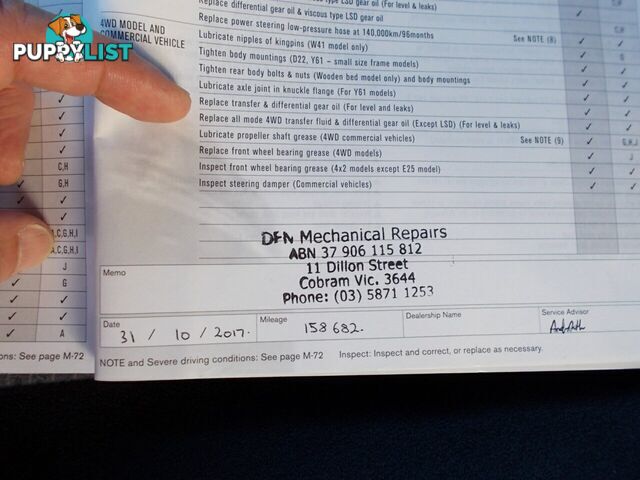 Replace differential gear oil & viscous type LSD gear oil (For level & leaks)
Replace power steering low-pressure hose at 140,000km/96months See NOTE (8)
4WD MODEL AND
COMMERCIAL VEHICLE
PUPPYLIST
Lubricate nipples of kingpins (W41 model only)
Tighten body mountings (D22, Y61 – small size frame models)
Tighten rear body bolts & nuts (Wooden bed model only) and body mountings
Lubricate axle joint in knuckle flange (For Y61 models)
Replace transfer & differential gear oil (For level and leaks)
Replace all mode 4WD transfer fluid & differential gear oil (Except LSD) (For level & leaks)
Lubricate propeller shaft grease (4WD commercial vehicles) See NOTE (9) G,H,J
Replace front wheel bearing grease (4WD models) J
Inspect front wheel bearing grease (4x2 models except E25 model)
Inspect steering damper (Commercial vehicles)
C,H
G,H
A,C,G,H,I
A,C,G,H,I
J
G
A
DFN Mechanical Repairs
ABN 37 906 115 812
11 Dillon Street
Cobram Vic. 3644
Phone: (03) 5871 1253
Memo
Date Mileage Dealership Name Service Advisor
31 / 10 / 2017. 158 682.
NOTE and Severe driving conditions: See page M-72 Inspect: Inspect and correct, or replace as necessary.
ons: See page M-72